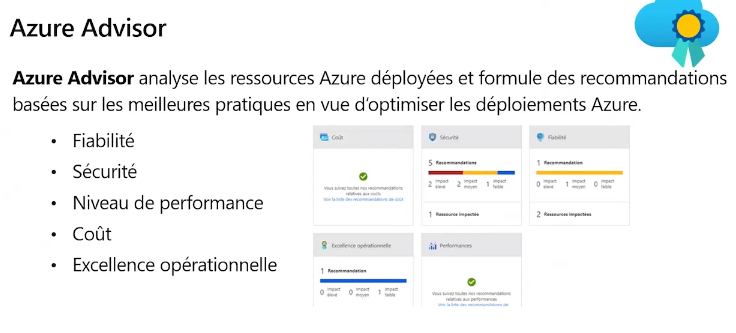 Azure Advisor
Azure Advisor analyse les ressources Azure déployées et formule des recommandations
basées sur les meilleures pratiques en vue d'optimiser les déploiements Azure.
• Fiabilité
• Sécurité
• Niveau de performance
• Coût
• Excellence opérationnelle
Coût
Vous suivez toutes nos recommandations
relatives aux coûts
Voir la liste des recommandations de coût
Sécurité
5 Recommandations
2 Impact élevé 2 Impact moyen 1 Impact faible
1 Ressource impactée
Fiabilité
1 Recommandation
0 Impact élevé 1 Impact moyen 0 Impact faible
2 Ressources impactées
Excellence opérationnelle
1 Recommandation
0 Impact élevé 0 Impact moyen 1 Impact faible
Performances
Vous suivez toutes nos recommandations
relatives aux performances
Voir la liste des recommandations de